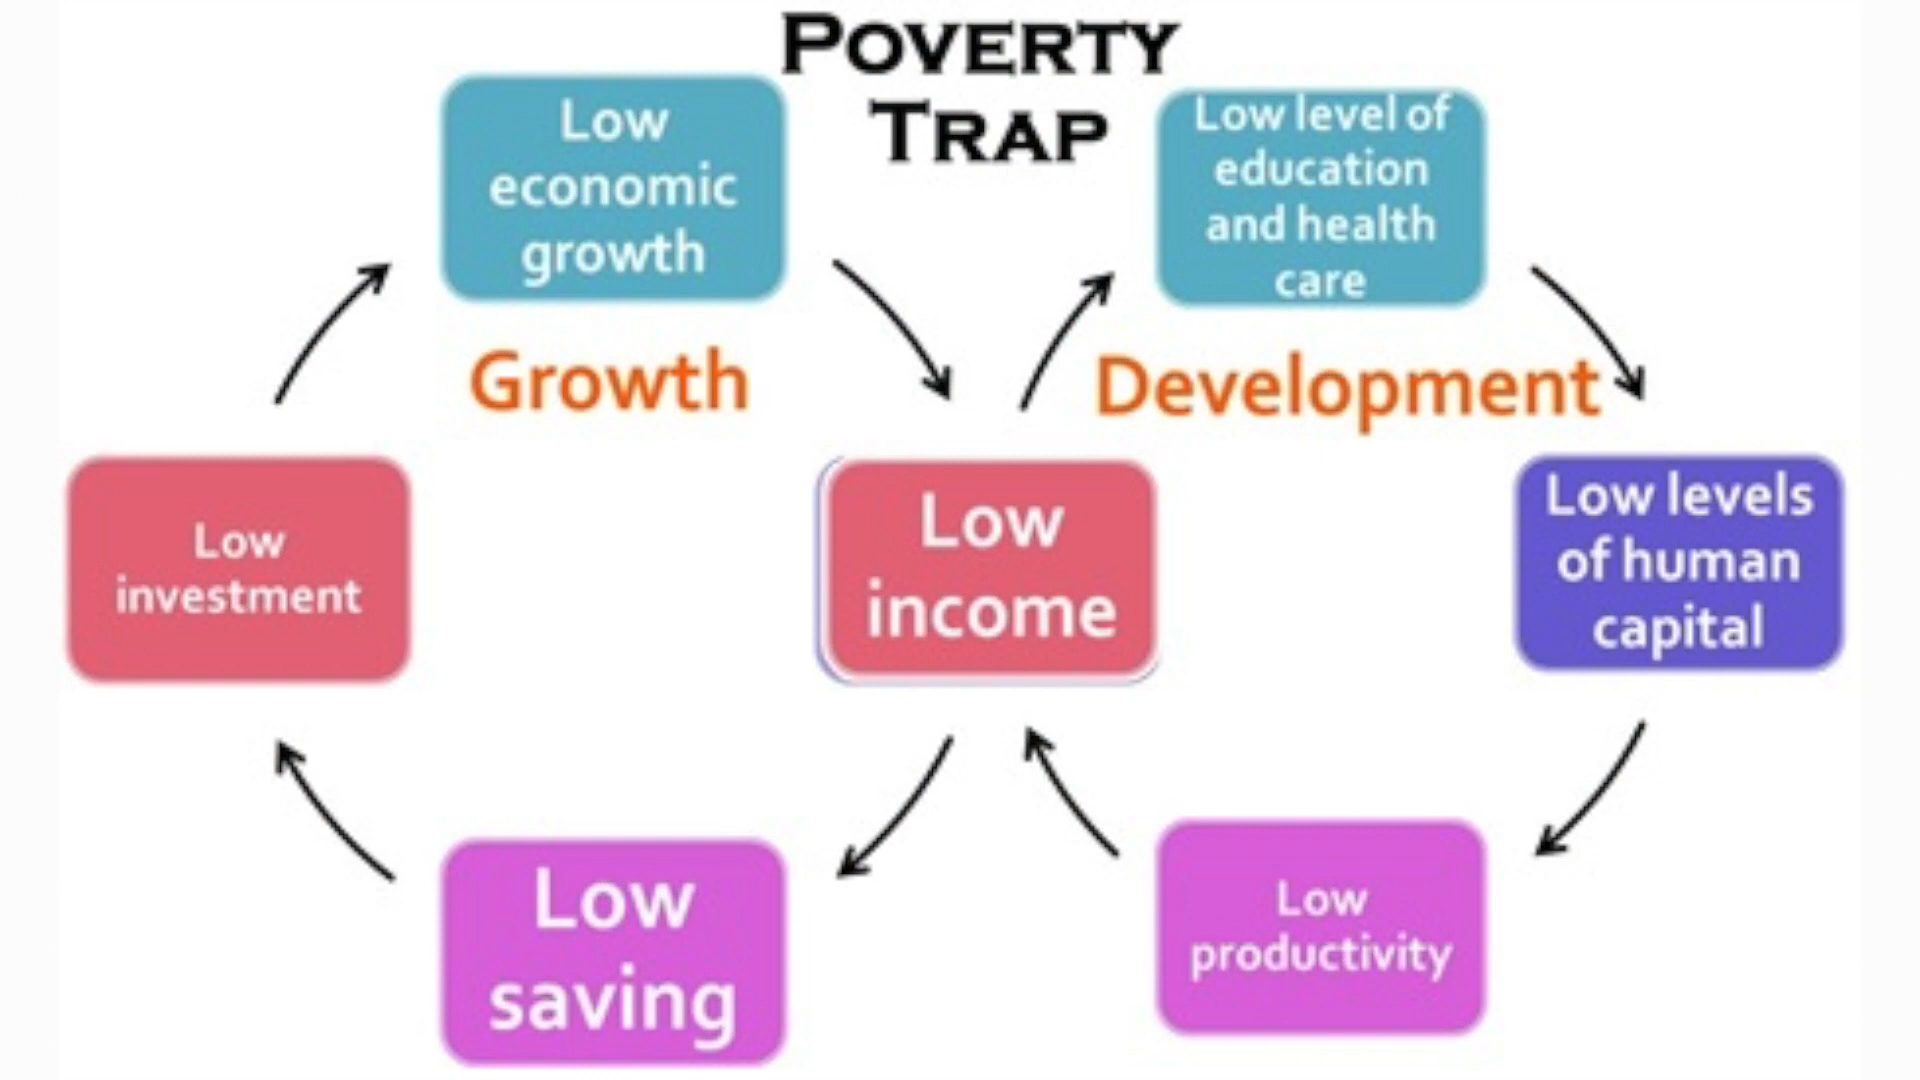 POVERTY
TRAP
Low
economic
growth
Low level of
education
and health
care
Growth
Development
Low
investment
Low
income
Low levels
of human
capital
Low
saving
Low
productivity